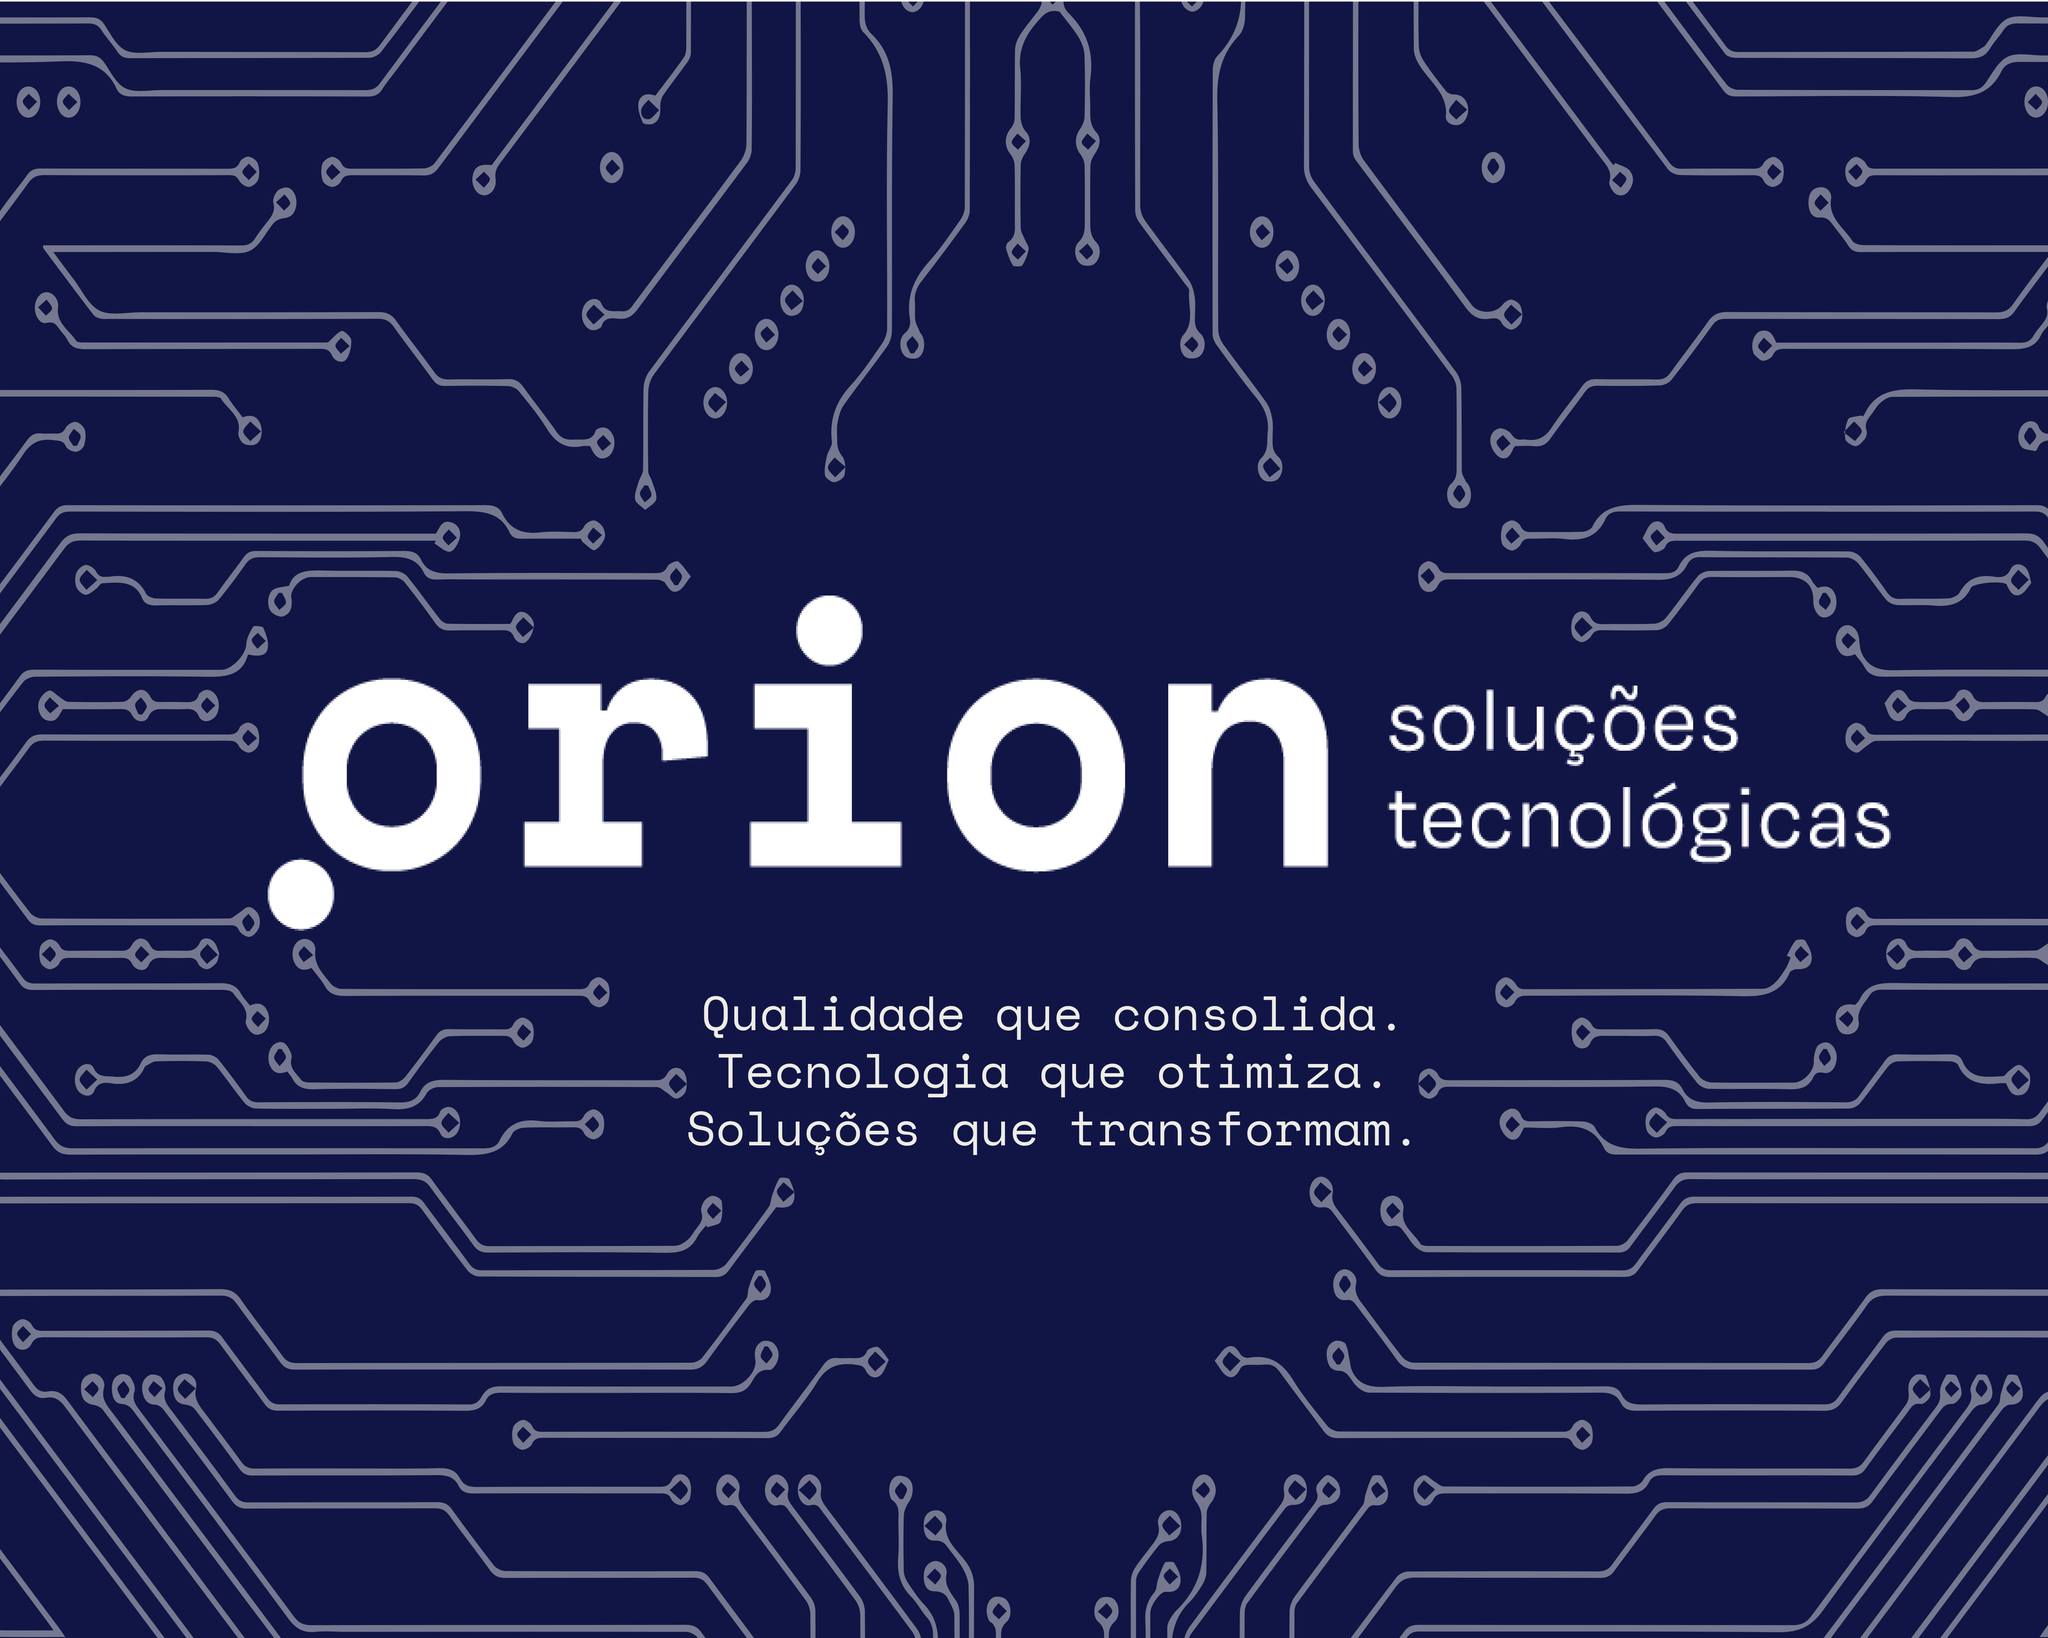 orion
soluções
tecnológicas
Qualidade que consolida.
Tecnologia que otimiza.
Soluções que transformam.